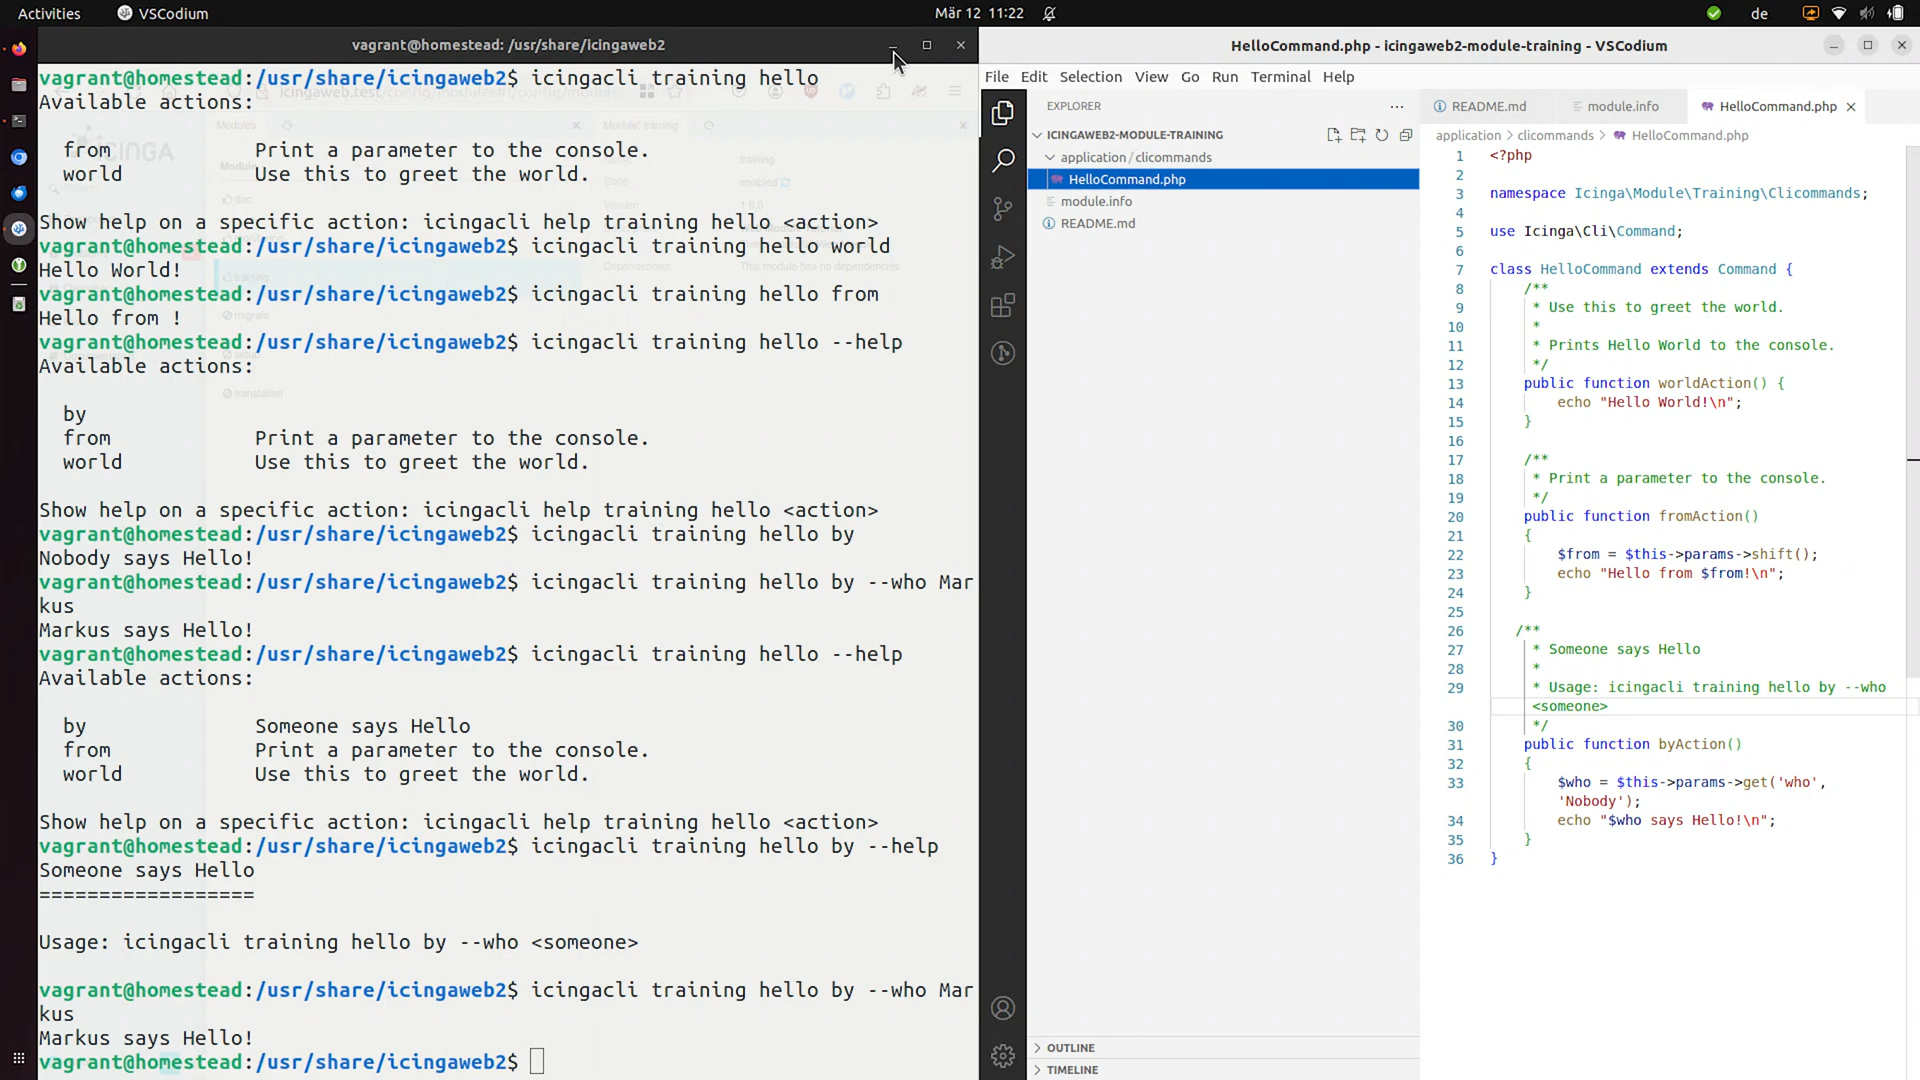 Activities
VSCodium
Mär 12 11:22
de
vagrant@homestead: /usr/share/icingaweb2
vagrant@homestead:/usr/share/icingaweb2$ icingacli training hello
Available actions:
from Print a parameter to the console.
world Use this to greet the world.
Show help on a specific action: icingacli help training hello <action>
vagrant@homestead:/usr/share/icingaweb2$ icingacli training hello world
Hello World!
vagrant@homestead:/usr/share/icingaweb2$ icingacli training hello from
Hello from !
vagrant@homestead:/usr/share/icingaweb2$ icingacli training hello --help
Available actions:
by
from Print a parameter to the console.
world Use this to greet the world.
Show help on a specific action: icingacli help training hello <action>
vagrant@homestead:/usr/share/icingaweb2$ icingacli training hello by
Nobody says Hello!
vagrant@homestead:/usr/share/icingaweb2$ icingacli training hello by --who Mar
kus
Markus says Hello!
vagrant@homestead:/usr/share/icingaweb2$ icingacli training hello --help
Available actions:
by Someone says Hello
from Print a parameter to the console.
world Use this to greet the world.
Show help on a specific action: icingacli help training hello <action>
vagrant@homestead:/usr/share/icingaweb2$ icingacli training hello by --help
Someone says Hello
==================
Usage: icingacli training hello by --who <someone>
vagrant@homestead:/usr/share/icingaweb2$ icingacli training hello by --who Mar
kus
Markus says Hello!
vagrant@homestead:/usr/share/icingaweb2$
Modules
Module: training
ICINGA
doc
training
enabled
1.0.0
This module has no dependencies
migrate
translation
HelloCommand.php - icingaweb2-module-training - VSCodium
File Edit Selection View Go Run Terminal Help
EXPLORER
ICINGAWEB2-MODULE-TRAINING
application / clicommands
HelloCommand.php
module.info
README.md
OUTLINE
TIMELINE
README.md
module.info
HelloCommand.php
application > clicommands > HelloCommand.php
1 <?php
2
3 namespace Icinga\Module\Training\Clicommands;
4
5 use Icinga\Cli\Command;
6
7 class HelloCommand extends Command {
8 /**
9 * Use this to greet the world.
10 *
11 * Prints Hello World to the console.
12 */
13 public function worldAction() {
14 echo "Hello World!\n";
15 }
16
17 /**
18 * Print a parameter to the console.
19 */
20 public function fromAction()
21 {
22 $from = $this->params->shift();
23 echo "Hello from $from!\n";
24 }
25
26 /**
27 * Someone says Hello
28 *
29 * Usage: icingacli training hello by --who
<someone>
30 */
31 public function byAction()
32 {
33 $who = $this->params->get('who',
'Nobody');
34 echo "$who says Hello!\n";
35 }
36 }